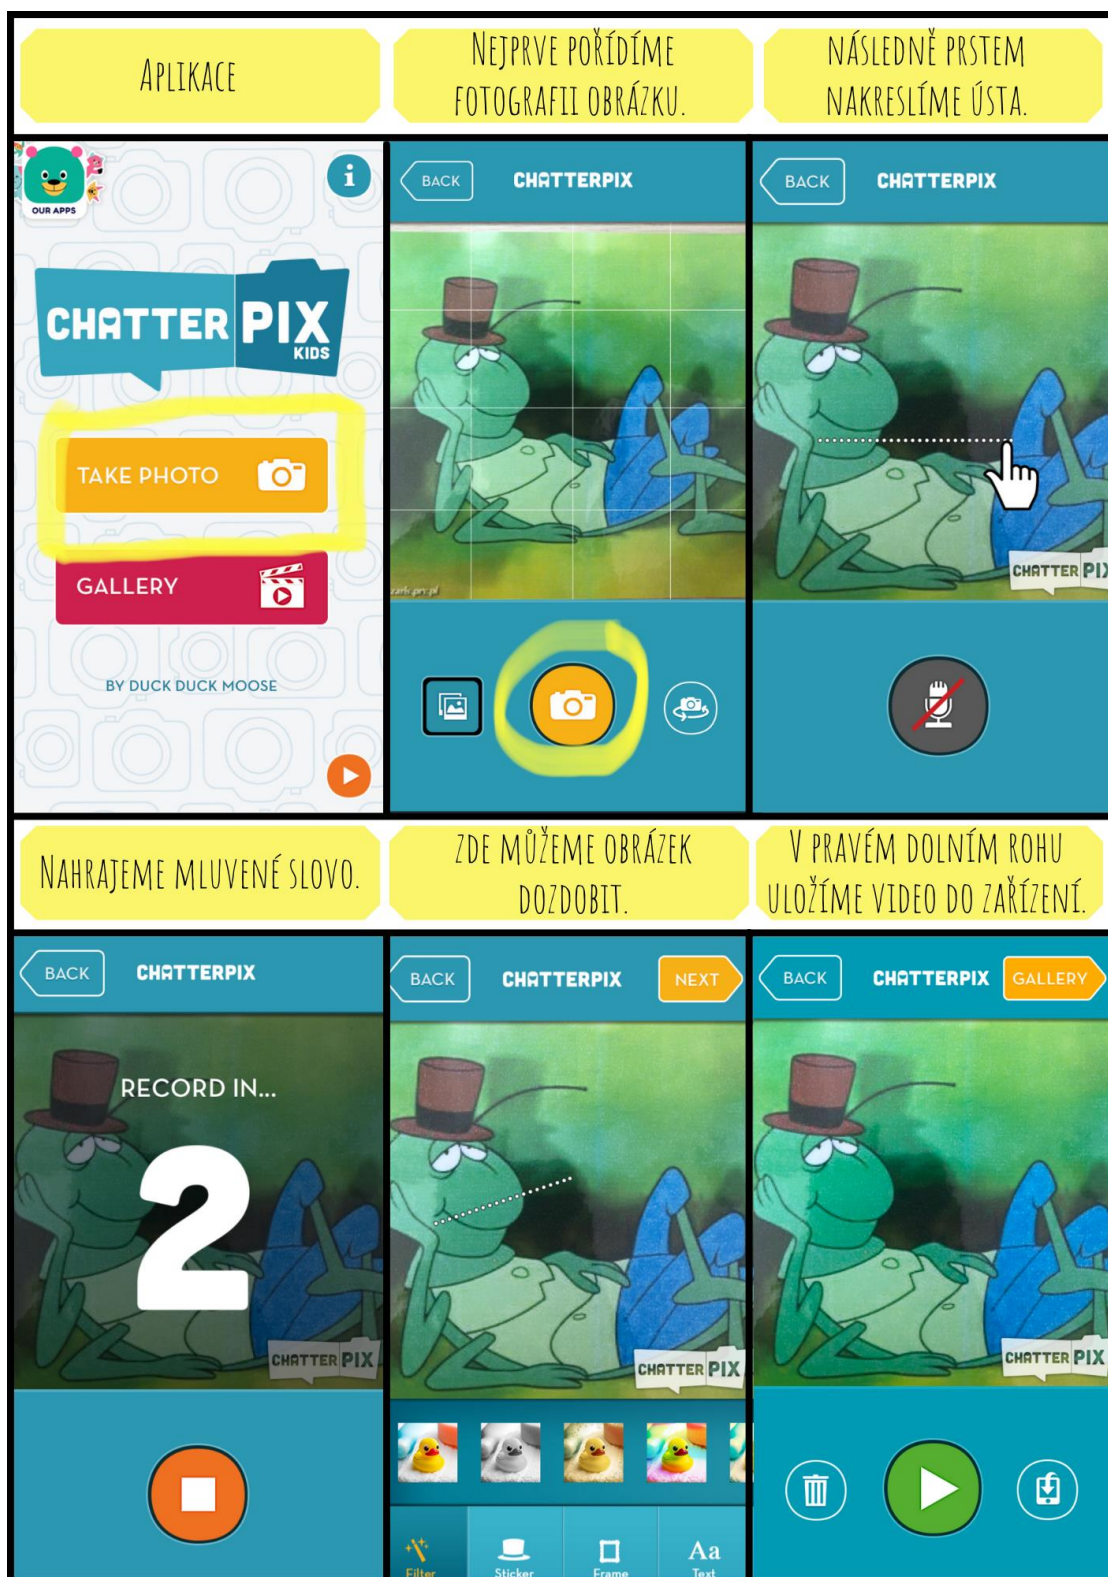 APLIKACE
NEJPRVE POŘÍDÍME
FOTOGRAFII OBRÁZKU.
NÁSLEDNĚ PRSTEM
NAKRESLÍME ÚSTA.
OUR APPS
i
CHATTER PIX
KIDS
TAKE PHOTO
GALLERY
BY DUCK DUCK MOOSE
BACK
CHATTERPIX
BACK
CHATTERPIX
CHATTER PIX
NAHRAJEME MLUVENÉ SLOVO.
ZDE MŮŽEME OBRÁZEK
DOZDOBIT.
V PRAVÉM DOLNÍM ROHU
ULOŽÍME VIDEO DO ZAŘÍZENÍ.
BACK
CHATTERPIX
RECORD IN...
2
CHATTER PIX
BACK
CHATTERPIX
NEXT
CHATTER PIX
Filter
Sticker
Frame
Aa
Text
BACK
CHATTERPIX
GALLERY
CHATTER PIX